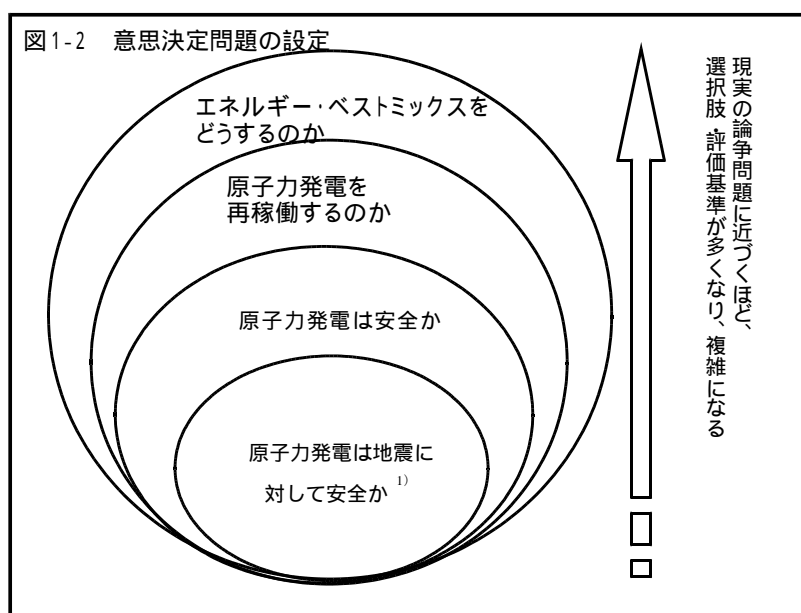 図1-2 意思決定問題の設定
エネルギー・ベストミックスを
どうするのか
原子力発電を
再稼働するのか
原子力発電は安全か
原子力発電は地震に
対して安全か 1)
現実の論争問題に近づくほど、
選択肢・評価基準が多くなり、複雑になる